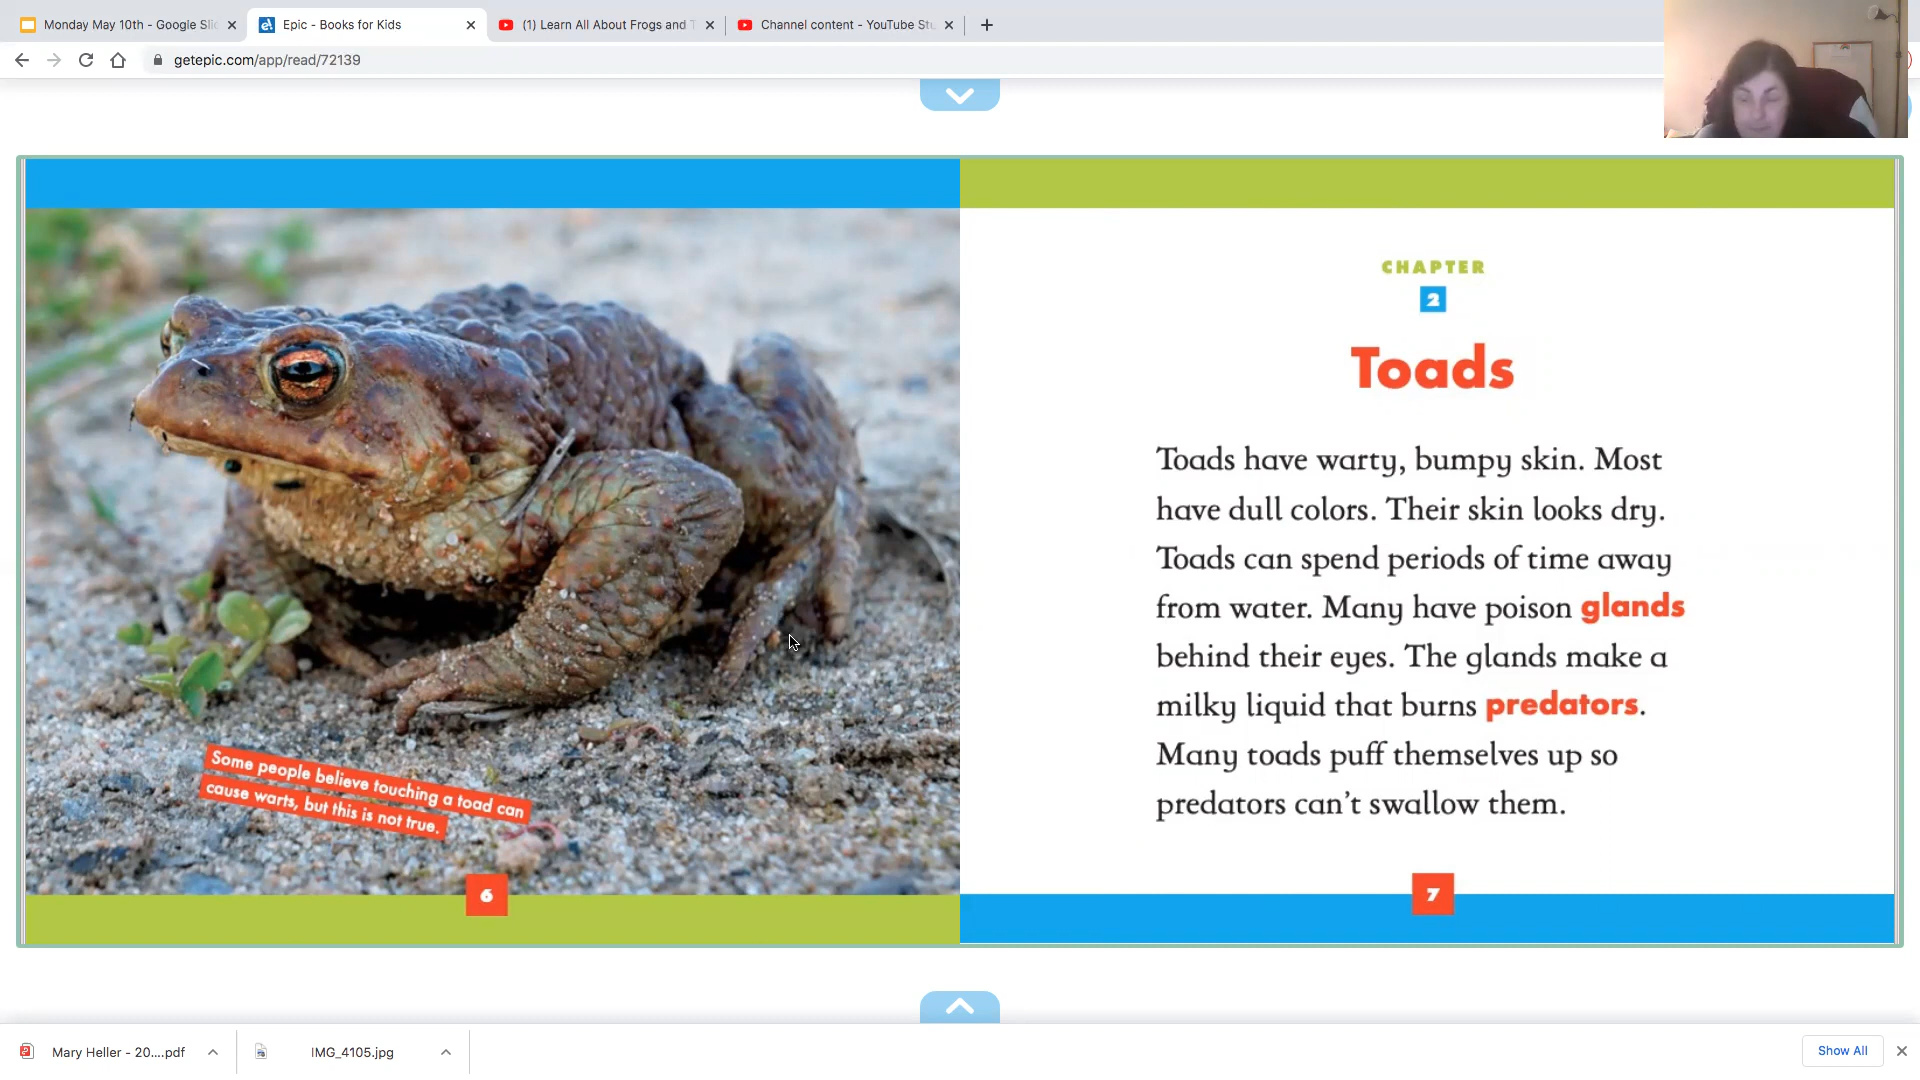 Monday May 10th - Google Slid
Epic - Books for Kids
(1) Learn All About Frogs and T
Channel content - YouTube Stu
getepic.com/app/read/72139
Some people believe touching a toad can
cause warts, but this is not true.
6
CHAPTER
2
Toads
Toads have warty, bumpy skin. Most
have dull colors. Their skin looks dry.
Toads can spend periods of time away
from water. Many have poison glands
behind their eyes. The glands make a
milky liquid that burns predators.
Many toads puff themselves up so
predators can't swallow them.
7
Mary Heller - 20....pdf
IMG_4105.jpg
Show All